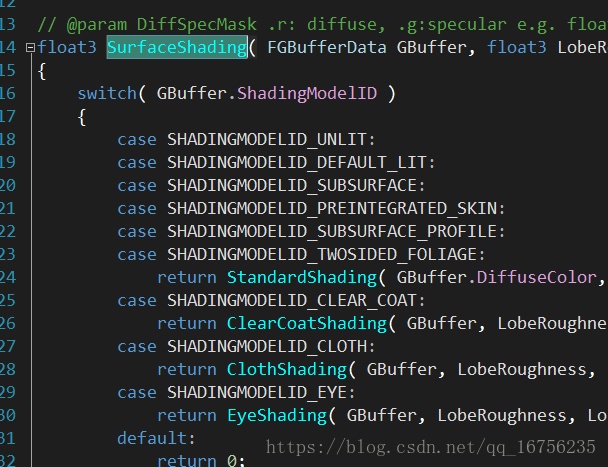 12
13 // @param DiffSpecMask .r: diffuse, .g:specular e.g. float
14 float3 SurfaceShading( FGBufferData GBuffer, float3 LobeR
15 {
16 switch( GBuffer.ShadingModelID )
17 {
18 case SHADINGMODELID_UNLIT:
19 case SHADINGMODELID_DEFAULT_LIT:
20 case SHADINGMODELID_SUBSURFACE:
21 case SHADINGMODELID_PREINTEGRATED_SKIN:
22 case SHADINGMODELID_SUBSURFACE_PROFILE:
23 case SHADINGMODELID_TWOSIDED_FOLIAGE:
24 return StandardShading( GBuffer.DiffuseColor,
25 case SHADINGMODELID_CLEAR_COAT:
26 return ClearCoatShading( GBuffer, LobeRoughne
27 case SHADINGMODELID_CLOTH:
28 return ClothShading( GBuffer, LobeRoughness,
29 case SHADINGMODELID_EYE:
30 return EyeShading( GBuffer, LobeRoughness, Lo
31 default:
32 return 0;
https://blog.csdn.net/qq_16756235